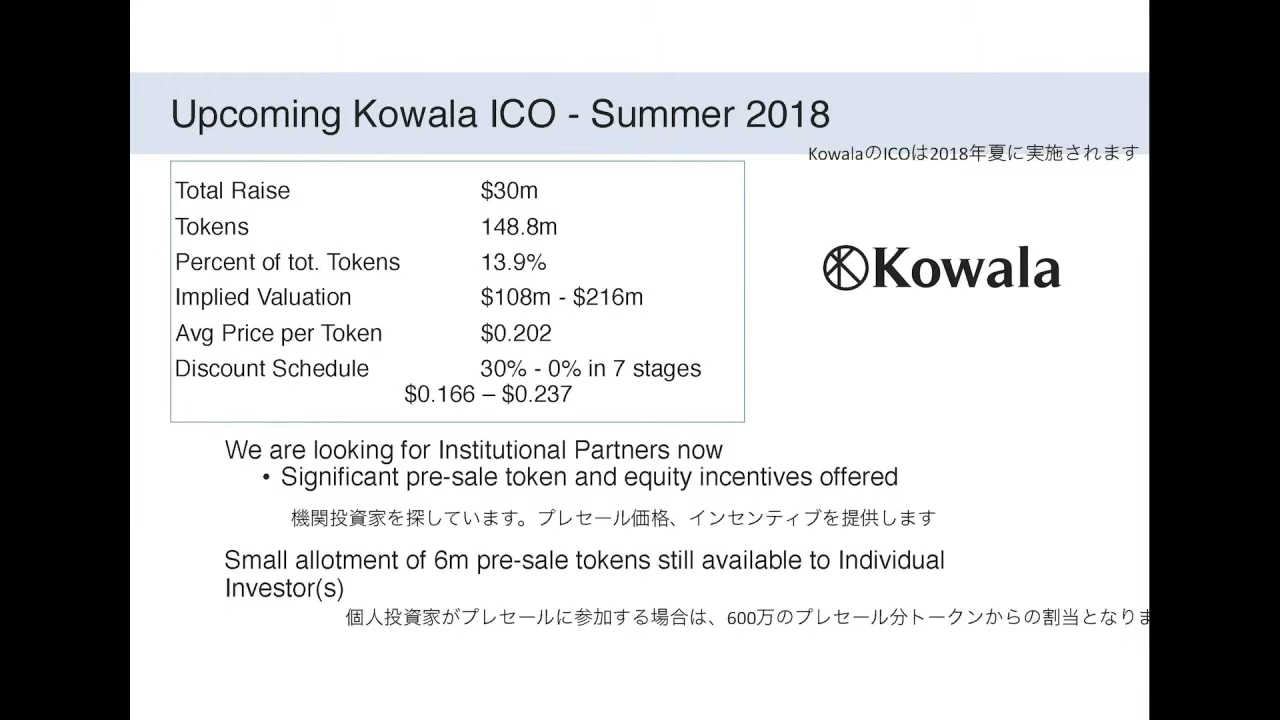 Upcoming Kowala ICO - Summer 2018
KowalaのICOは2018年夏に実施されます
Total Raise $30m
Tokens 148.8m
Percent of tot. Tokens 13.9%
Implied Valuation $108m - $216m
Avg Price per Token $0.202
Discount Schedule 30% - 0% in 7 stages
$0.166 – $0.237
Kowala
We are looking for Institutional Partners now
• Significant pre-sale token and equity incentives offered
機関投資家を探しています。プレセール価格、インセンティブを提供します
Small allotment of 6m pre-sale tokens still available to Individual
Investor(s)
個人投資家がプレセールに参加する場合は、600万のプレセール分トークンからの割当となりま